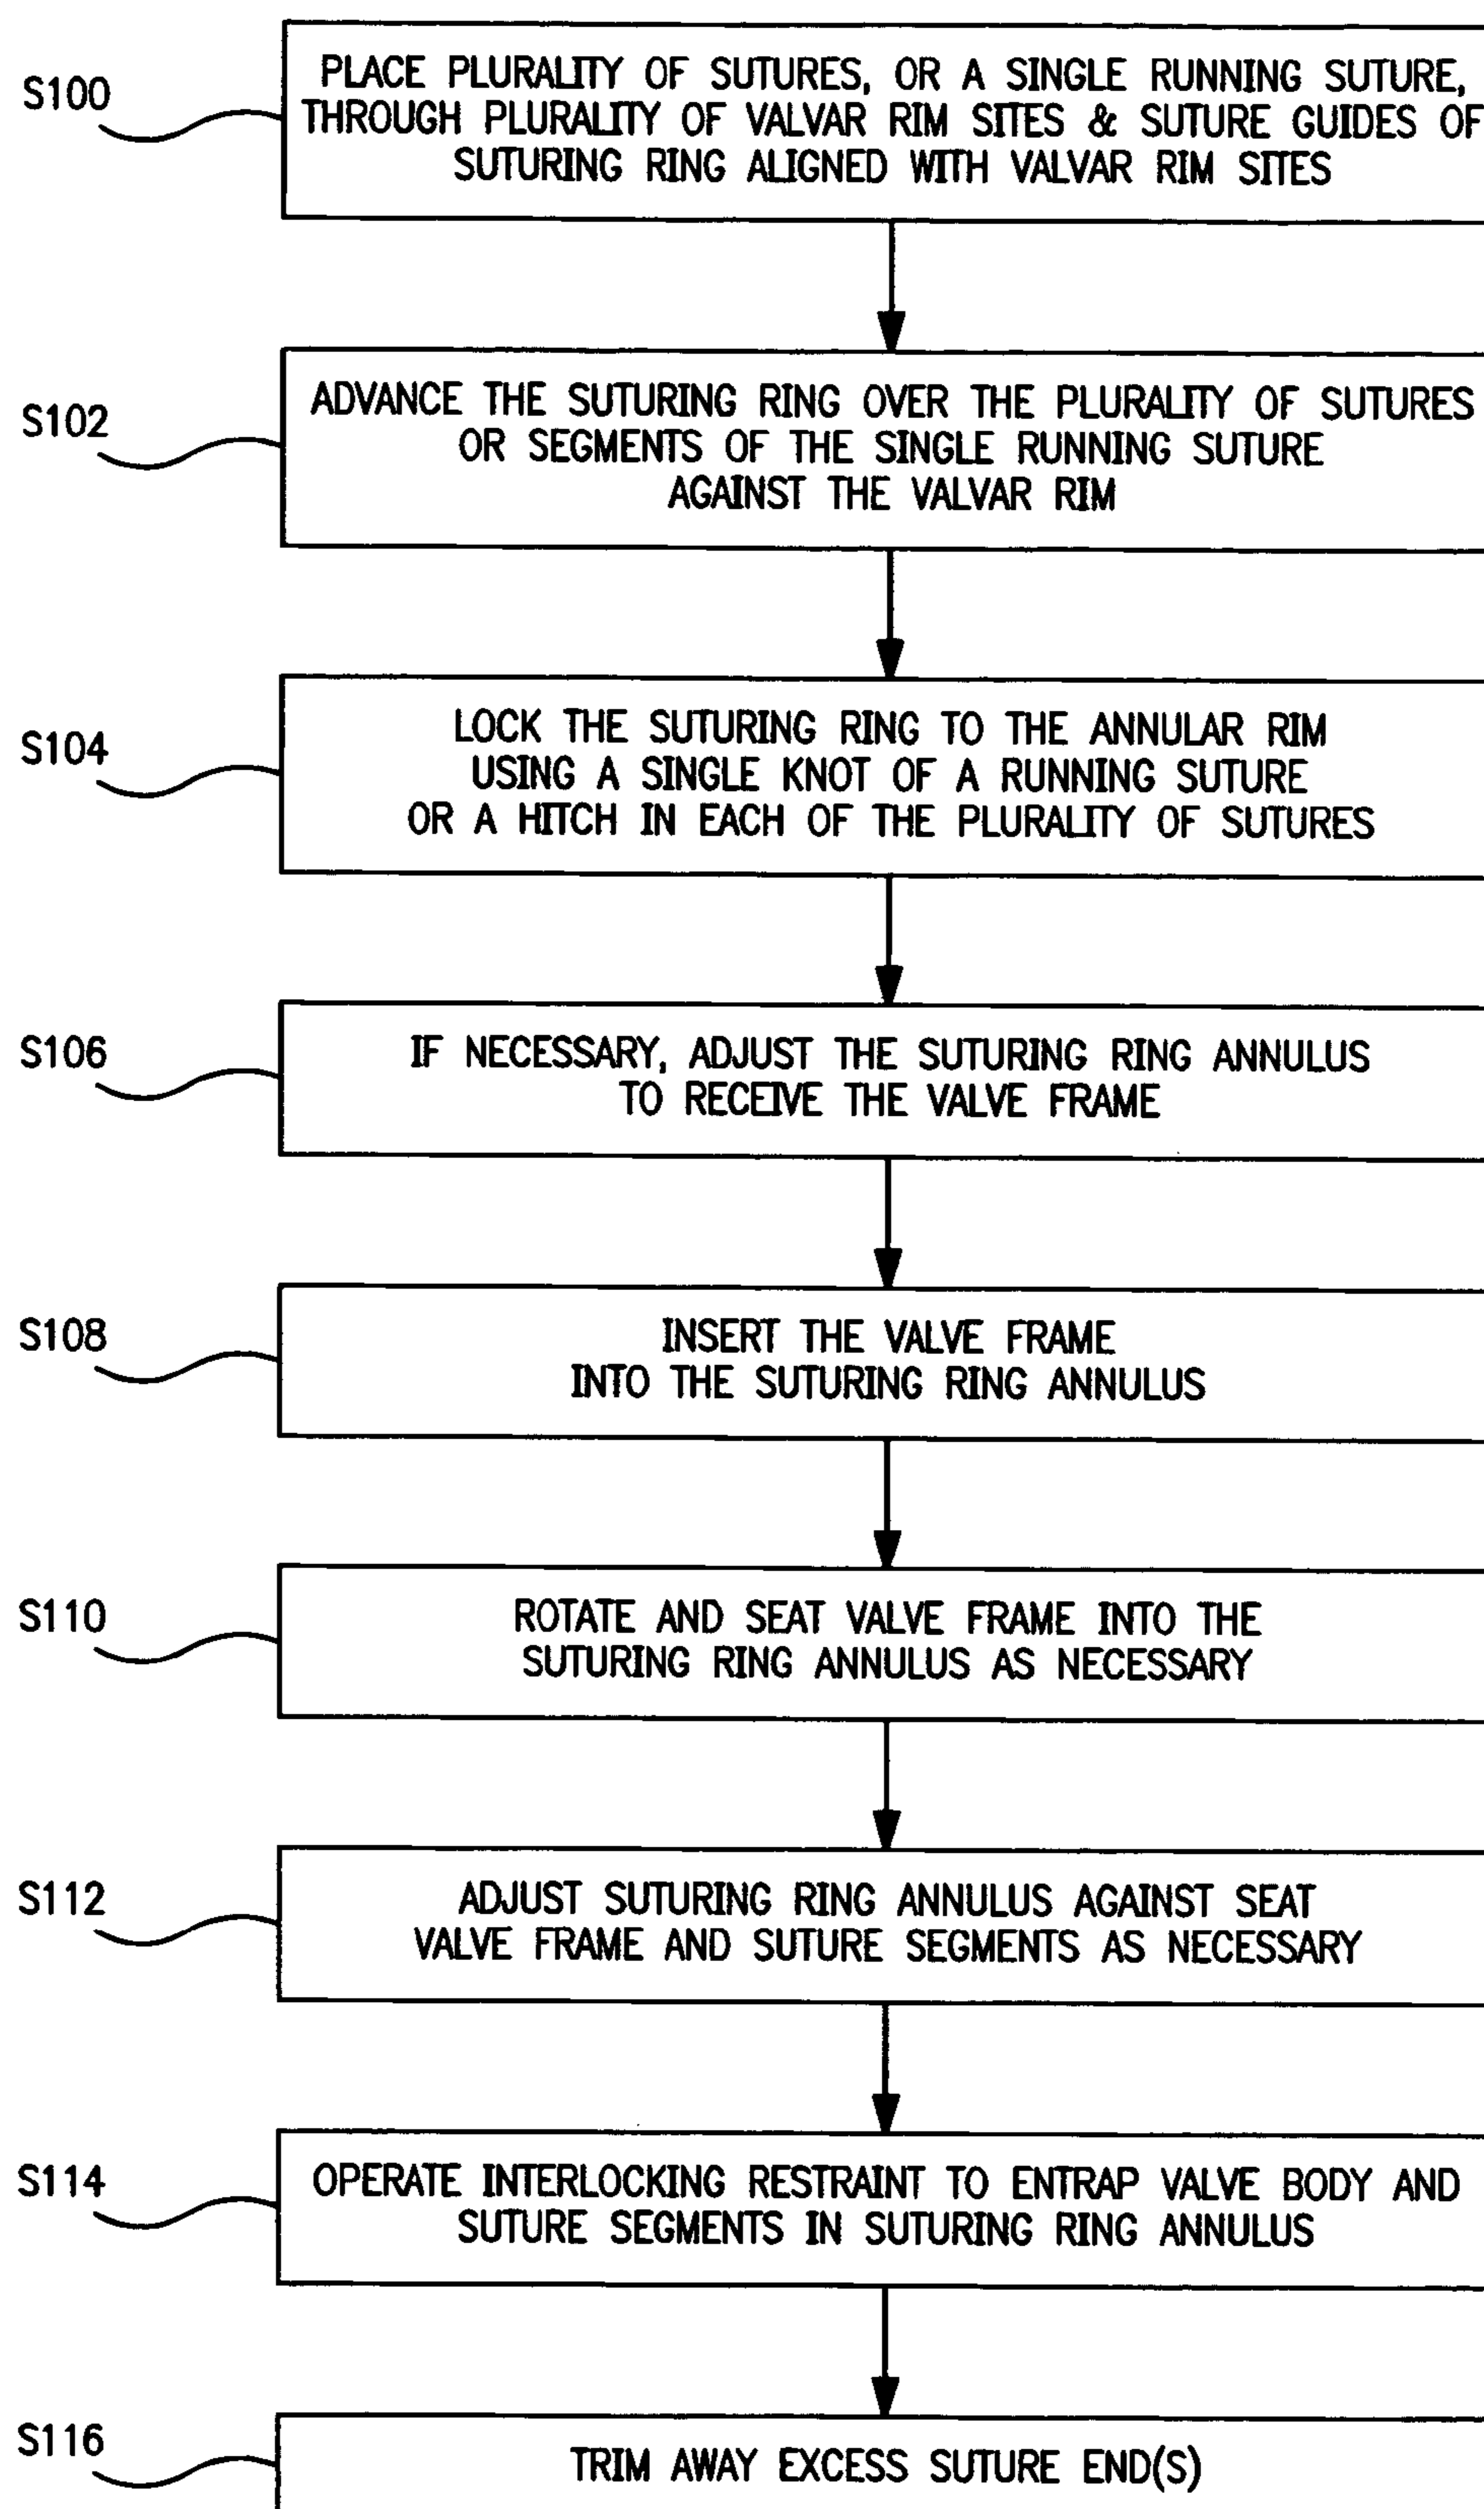 S100
PLACE PLURALITY OF SUTURES, OR A SINGLE RUNNING SUTURE,
THROUGH PLURALITY OF VALVAR RIM SITES & SUTURE GUIDES OF
SUTURING RING ALIGNED WITH VALVAR RIM SITES
S102
ADVANCE THE SUTURING RING OVER THE PLURALITY OF SUTURES
OR SEGMENTS OF THE SINGLE RUNNING SUTURE
AGAINST THE VALVAR RIM
S104
LOCK THE SUTURING RING TO THE ANNULAR RIM
USING A SINGLE KNOT OF A RUNNING SUTURE
OR A HITCH IN EACH OF THE PLURALITY OF SUTURES
S106
IF NECESSARY, ADJUST THE SUTURING RING ANNULUS
TO RECEIVE THE VALVE FRAME
S108
INSERT THE VALVE FRAME
INTO THE SUTURING RING ANNULUS
S110
ROTATE AND SEAT VALVE FRAME INTO THE
SUTURING RING ANNULUS AS NECESSARY
S112
ADJUST SUTURING RING ANNULUS AGAINST SEAT
VALVE FRAME AND SUTURE SEGMENTS AS NECESSARY
S114
OPERATE INTERLOCKING RESTRAINT TO ENTRAP VALVE BODY AND
SUTURE SEGMENTS IN SUTURING RING ANNULUS
S116
TRIM AWAY EXCESS SUTURE END(S)